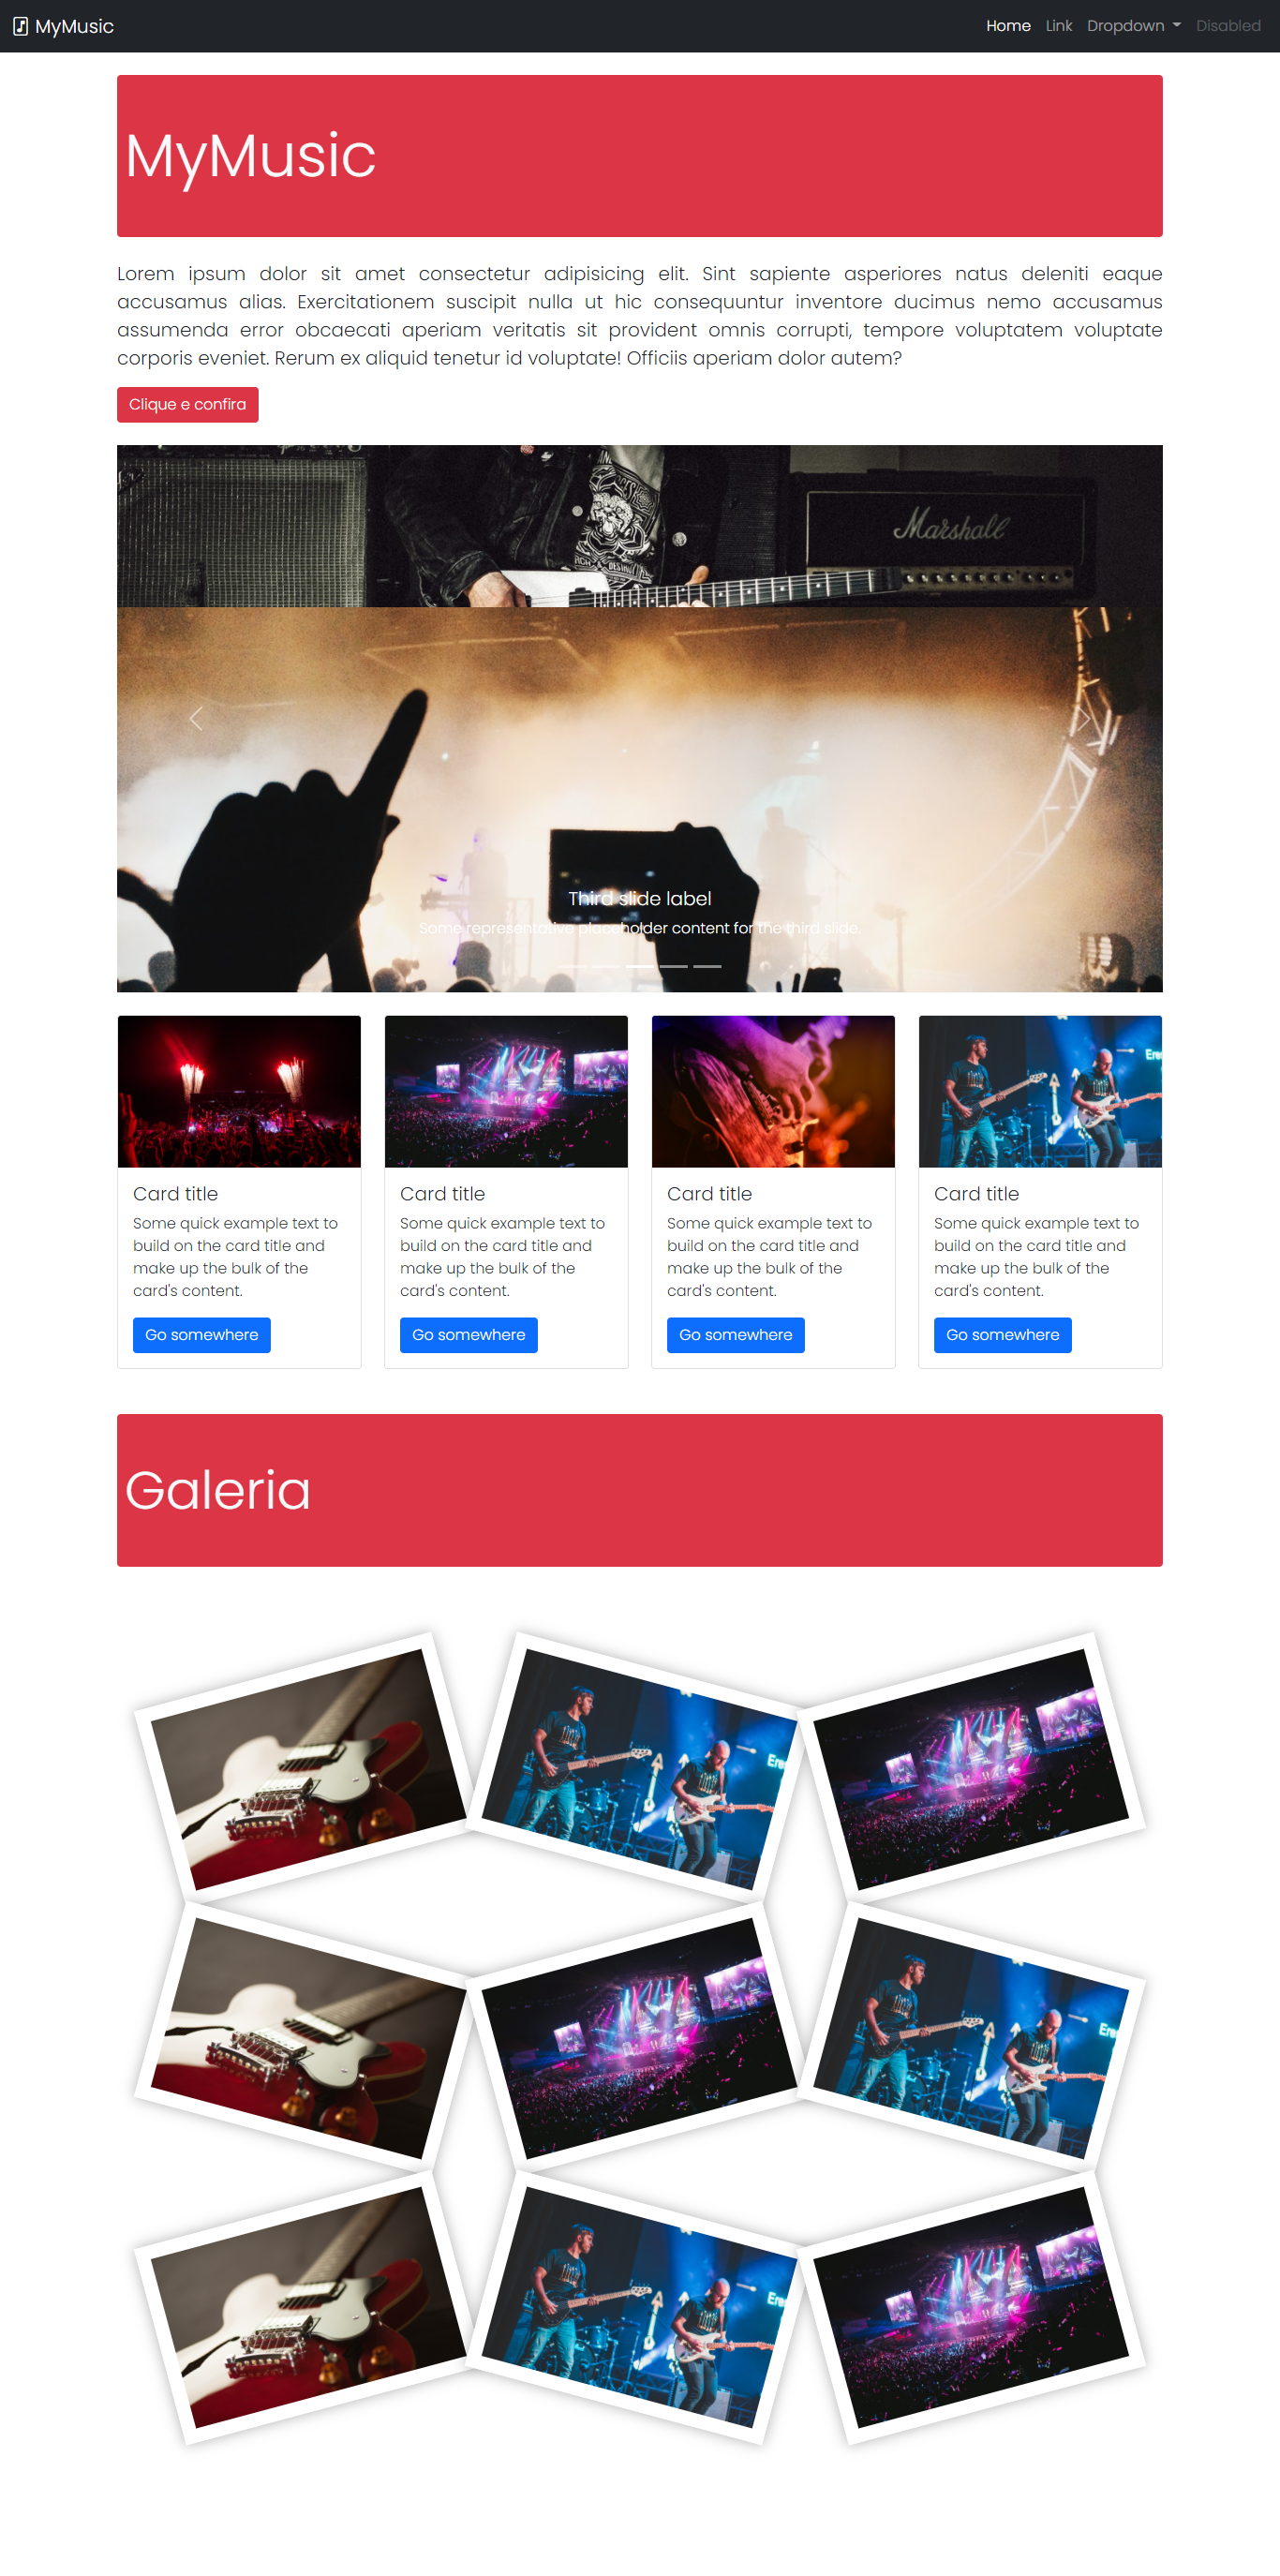 MyMusic
Home Link Dropdown Disabled
MyMusic
Lorem ipsum dolor sit amet consectetur adipisicing elit. Sint sapiente asperiores natus deleniti eaque
accusamus alias. Exercitationem suscipit nulla ut hic consequuntur inventore ducimus nemo accusamus
assumenda error obcaecati aperiam veritatis sit provident omnis corrupti, tempore voluptatem voluptate
corporis eveniet. Rerum ex aliquid tenetur id voluptate! Officiis aperiam dolor autem?
Clique e confira
Marshall
Third slide label
Some representative placeholder content for the third slide.
Card title
Some quick example text to
build on the card title and
make up the bulk of the
card's content.
Go somewhere
Card title
Some quick example text to
build on the card title and
make up the bulk of the
card's content.
Go somewhere
Card title
Some quick example text to
build on the card title and
make up the bulk of the
card's content.
Go somewhere
Card title
Some quick example text to
build on the card title and
make up the bulk of the
card's content.
Go somewhere
Galeria